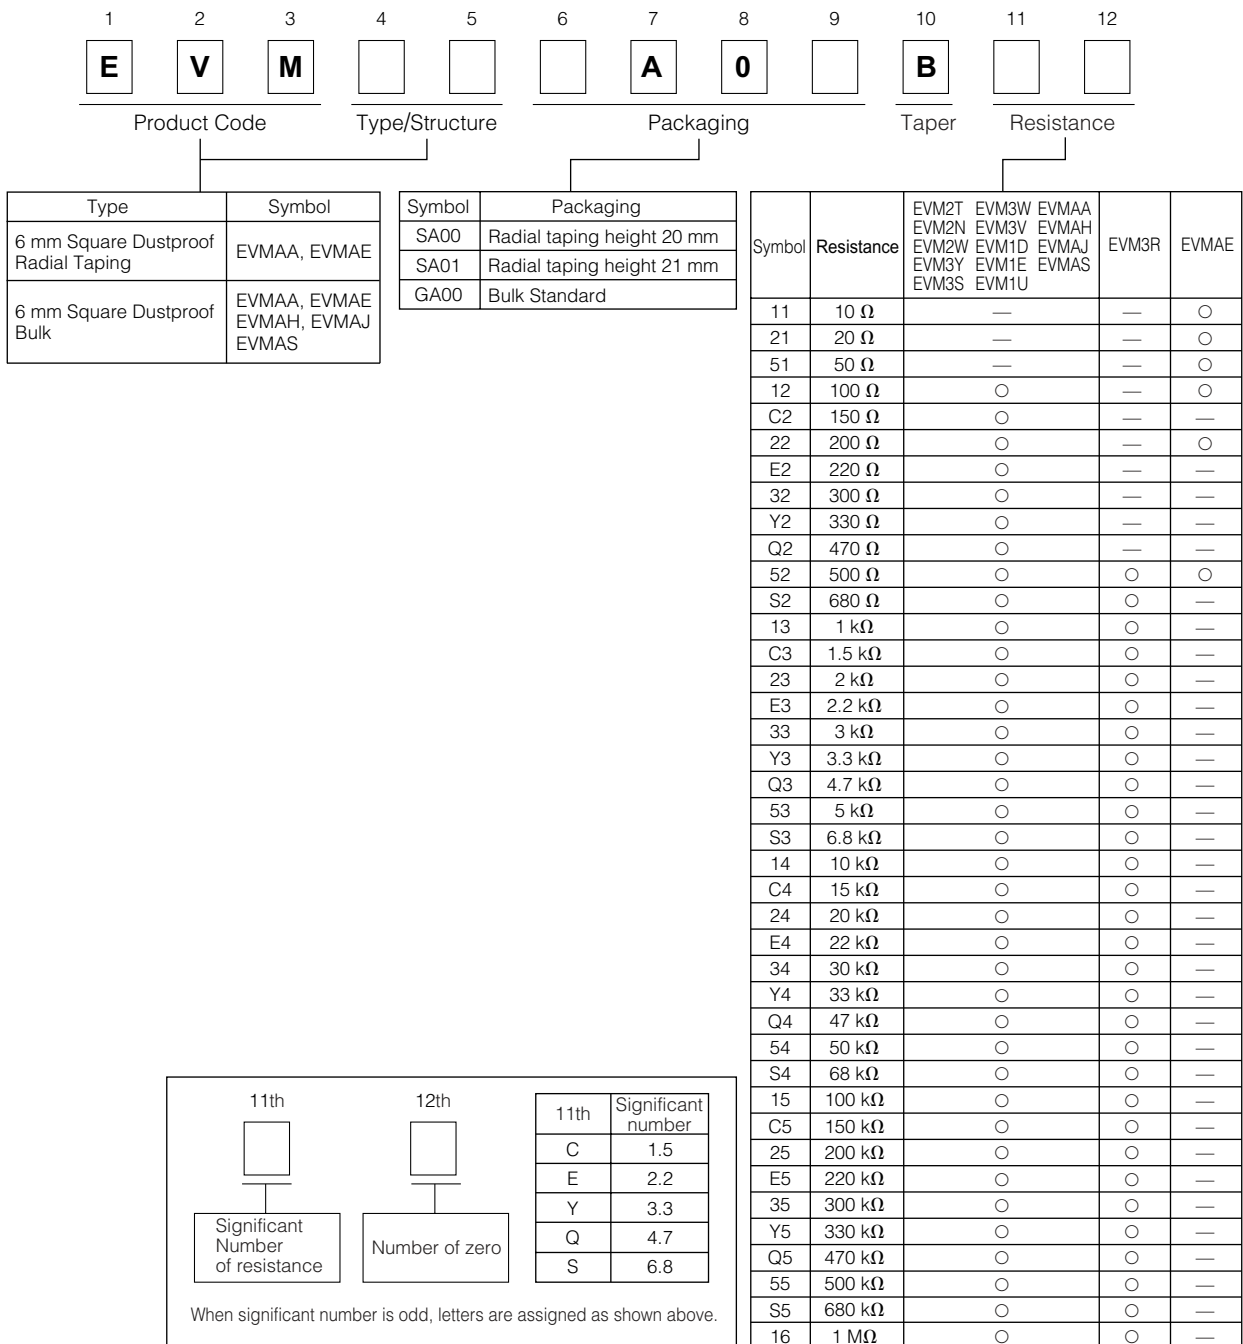 1 2 3 4 5 6 7 8 9 10 11 12
E V M A 0 B
Product Code Type/Structure Packaging Taper Resistance
Type Symbol
6 mm Square Dustproof
Radial Taping
EVMAA, EVMAE
6 mm Square Dustproof
Bulk
EVMAA, EVMAE
EVMAH, EVMAJ
EVMAS
Symbol Packaging
SA00 Radial taping height 20 mm
SA01 Radial taping height 21 mm
GA00 Bulk Standard
Symbol Resistance
EVM2T EVM3W EVMAA
EVM2N EVM3V EVMAH
EVM2W EVM1D EVMAJ
EVM3Y EVM1E EVMAS
EVM3S EVM1U
EVM3R EVMAE
11 10 Ω — — ○
21 20 Ω — — ○
51 50 Ω — — ○
12 100 Ω ○ — ○
C2 150 Ω ○ — —
22 200 Ω ○ — ○
E2 220 Ω ○ — —
32 300 Ω ○ — —
Y2 330 Ω ○ — —
Q2 470 Ω ○ — —
52 500 Ω ○ ○ ○
S2 680 Ω ○ ○ —
13 1 kΩ ○ ○ —
C3 1.5 kΩ ○ ○ —
23 2 kΩ ○ ○ —
E3 2.2 kΩ ○ ○ —
33 3 kΩ ○ ○ —
Y3 3.3 kΩ ○ ○ —
Q3 4.7 kΩ ○ ○ —
53 5 kΩ ○ ○ —
S3 6.8 kΩ ○ ○ —
14 10 kΩ ○ ○ —
C4 15 kΩ ○ ○ —
24 20 kΩ ○ ○ —
E4 22 kΩ ○ ○ —
34 30 kΩ ○ ○ —
Y4 33 kΩ ○ ○ —
Q4 47 kΩ ○ ○ —
54 50 kΩ ○ ○ —
S4 68 kΩ ○ ○ —
15 100 kΩ ○ ○ —
C5 150 kΩ ○ ○ —
25 200 kΩ ○ ○ —
E5 220 kΩ ○ ○ —
35 300 kΩ ○ ○ —
Y5 330 kΩ ○ ○ —
Q5 470 kΩ ○ ○ —
55 500 kΩ ○ ○ —
S5 680 kΩ ○ ○ —
16 1 MΩ ○ ○ —
11th 12th
Significant
Number
of resistance
Number of zero
11th Significant
number
C 1.5
E 2.2
Y 3.3
Q 4.7
S 6.8
When significant number is odd, letters are assigned as shown above.